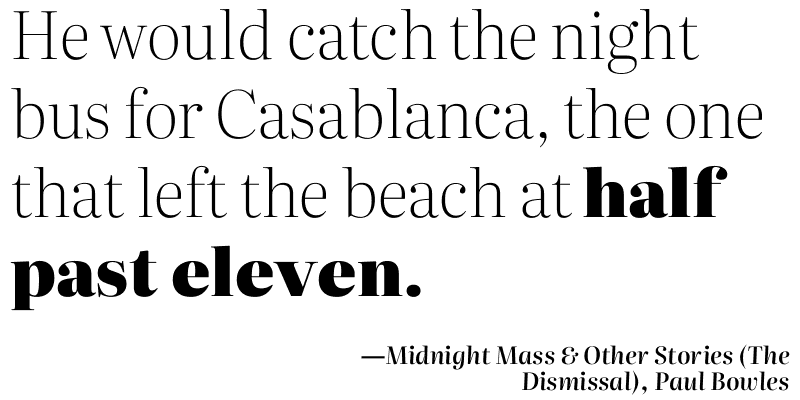 He would catch the night
bus for Casablanca, the one
that left the beach at half
past eleven.
—Midnight Mass & Other Stories (The
Dismissal), Paul Bowles